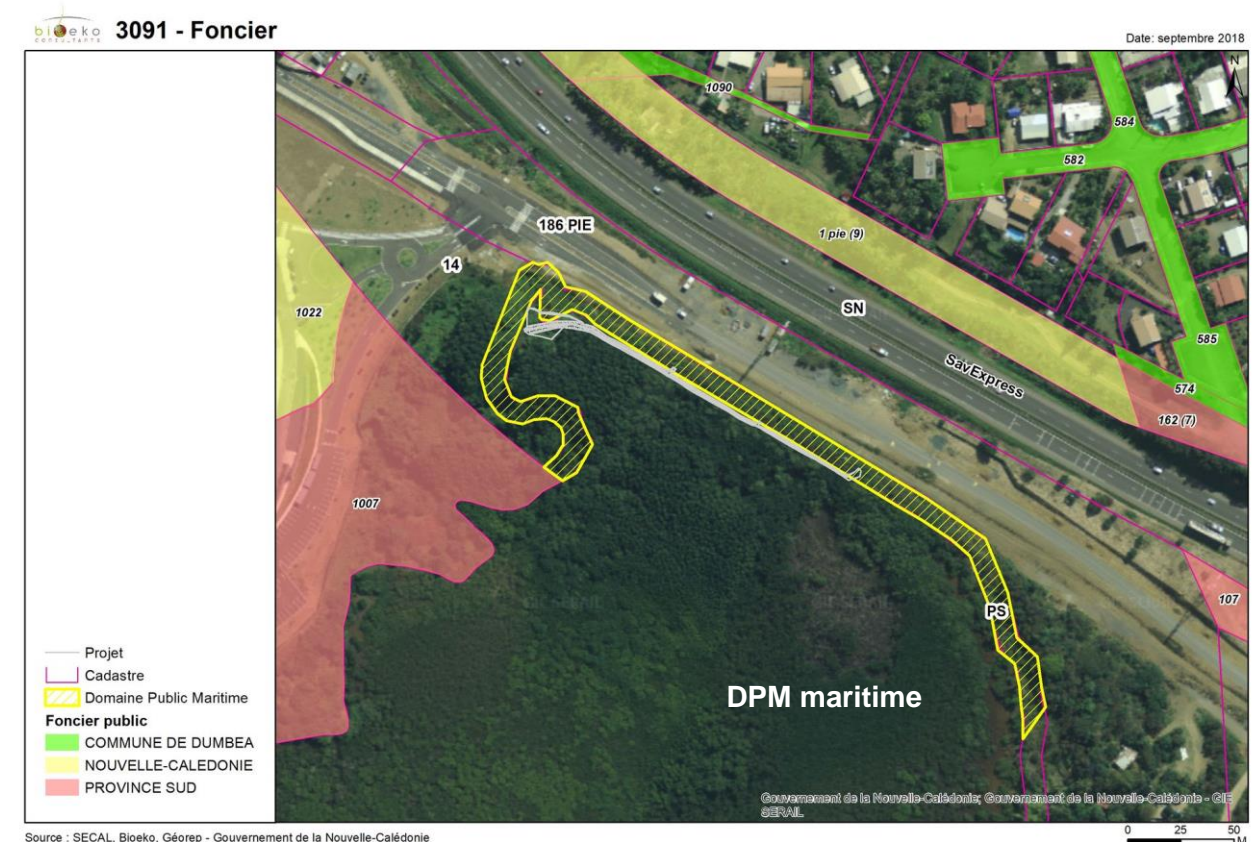 bioeko
CONSULTANTS
3091 - Foncier
Date: septembre 2018
N
1090
584
582
186 PIE
1 pie (9)
14
1022
SN
585
SavExpress
574
162 (7)
1007
107
PS
DPM maritime
Projet
Cadastre
Domaine Public Maritime
Foncier public
COMMUNE DE DUMBEA
NOUVELLE-CALEDONIE
PROVINCE SUD
Gouvernement de la Nouvelle-Calédonie; Gouvernement de la Nouvelle-Calédonie - GIE
SERAIL
Source : SECAL, Bioeko, Géorep - Gouvernement de la Nouvelle-Calédonie
0 25 50
M